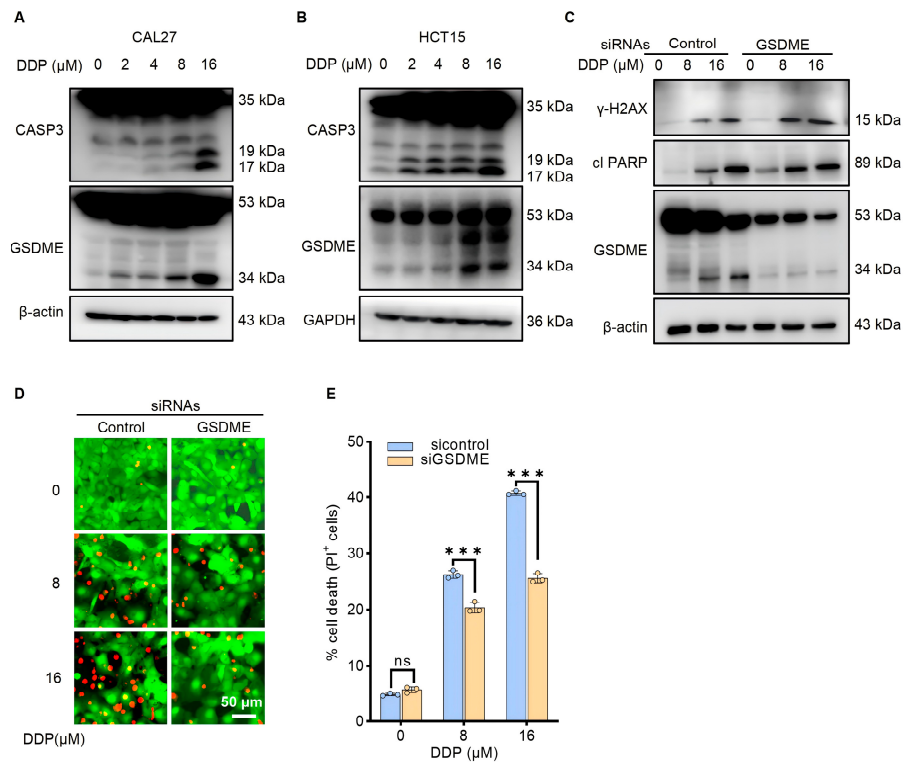 A
CAL27
DDP (µM) 0 2 4 8 16
CASP3
35 kDa
19 kDa
17 kDa
GSDME
53 kDa
34 kDa
β-actin
43 kDa
B
HCT15
DDP (µM) 0 2 4 8 16
CASP3
35 kDa
19 kDa
17 kDa
GSDME
53 kDa
34 kDa
GAPDH
36 kDa
C
siRNAs Control GSDME
DDP (µM) 0 8 16 0 8 16
γ-H2AX
15 kDa
cl PARP
89 kDa
GSDME
53 kDa
34 kDa
β-actin
43 kDa
D
siRNAs
Control GSDME
0
8
16
50 µm
DDP(µM)
E
% cell death (PI⁺ cells)
50
40
30
20
10
0
sicontrol
siGSDME
ns
***
***
0 8 16
DDP (µM)